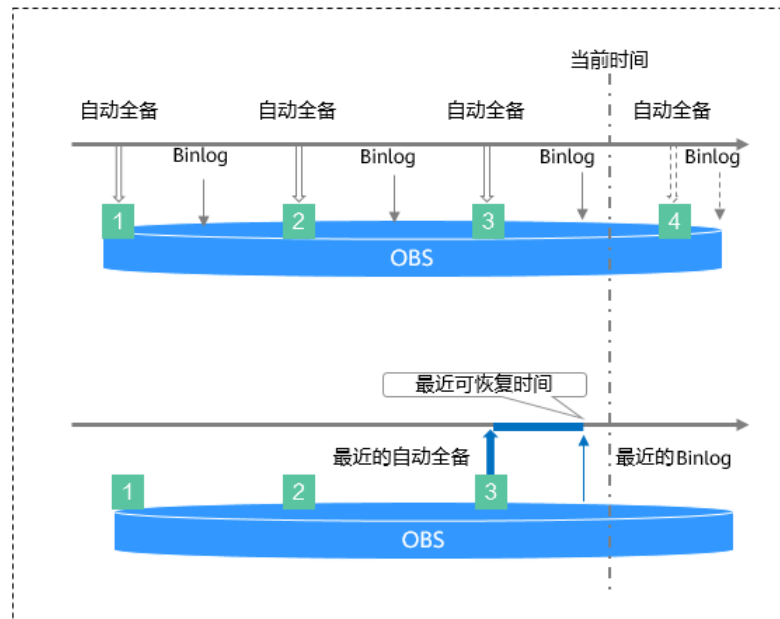 当前时间
自动全备 自动全备 自动全备 自动全备
Binlog Binlog Binlog Binlog
1 2 3 4
OBS
最近可恢复时间
最近的自动全备 最近的Binlog
1 2 3
OBS